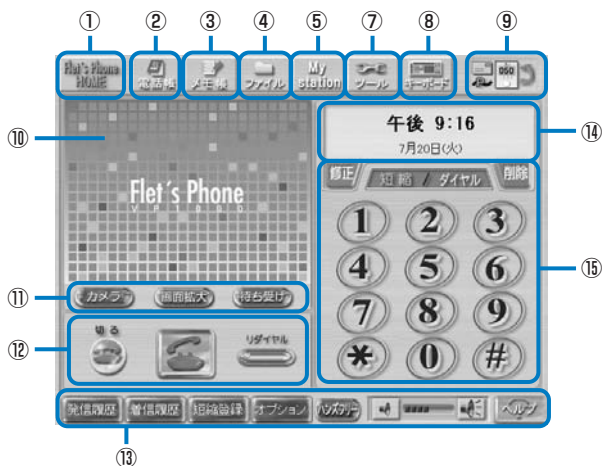 ① ② ③ ④ ⑤ ⑦ ⑧ ⑨
Flet's Phone HOME 電話帳 メモ帳 ファイル My station ツール キーボード 050
⑩
Flet's Phone
VP1000
午後 9:16
7月20日(火)
⑭
修正 短縮 / ダイヤル 削除
1 2 3
4 5 6
7 8 9
* 0 #
⑮
⑪
カメラ 画面拡大 待ち受け
⑫
切る リダイヤル
発信履歴 着信履歴 短縮登録 オプション ハンズフリー ヘルプ
⑬